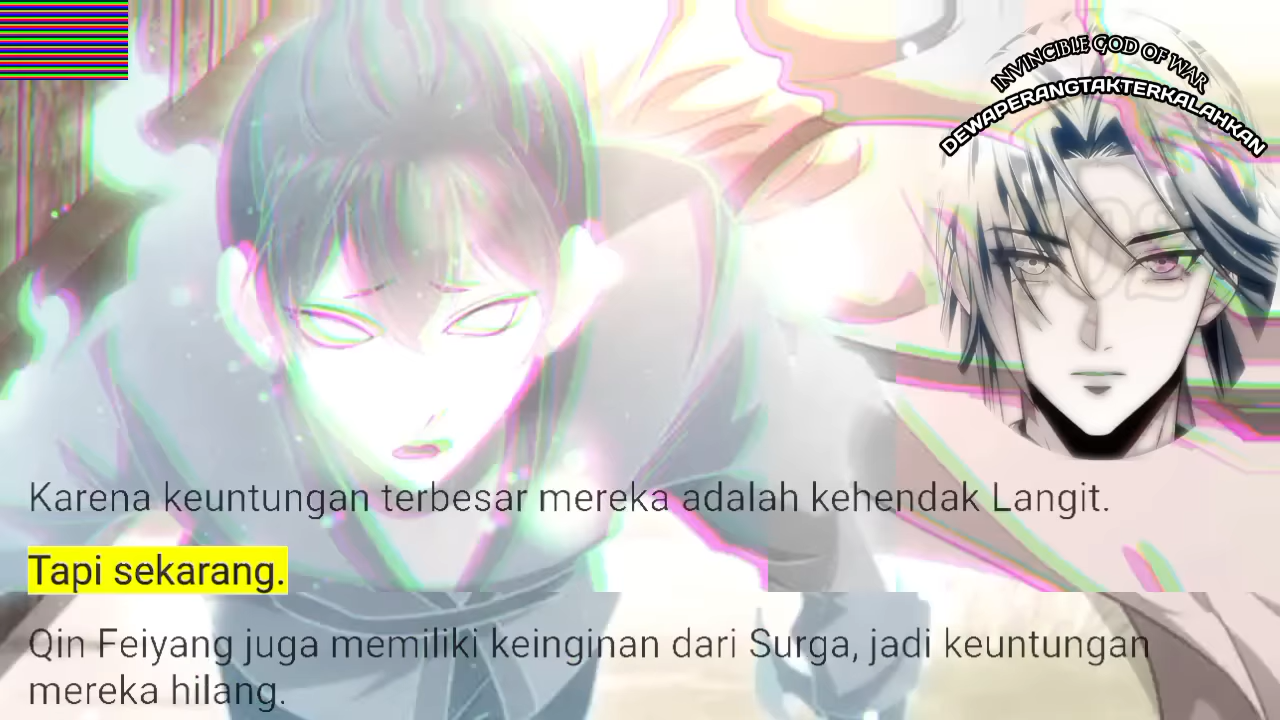 INVINCIBLE GOD OF WAR
DEWAPERANGTAKTERKALAHKAN
Karena keuntungan terbesar mereka adalah kehendak Langit.
Tapi sekarang.
Qin Feiyang juga memiliki keinginan dari Surga, jadi keuntungan
mereka hilang.